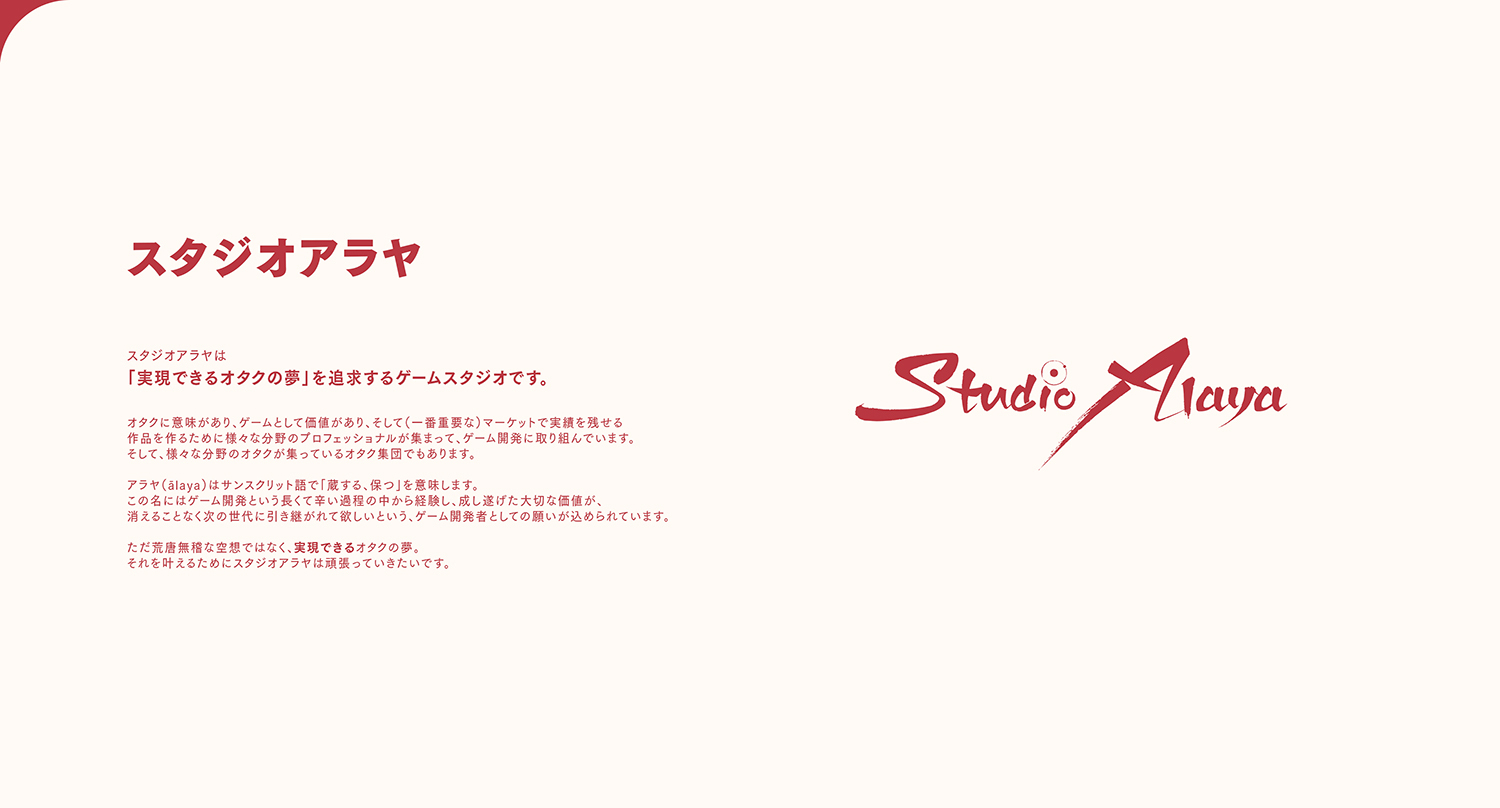 スタジオアラヤ
スタジオアラヤは
「実現できるオタクの夢」を追求するゲームスタジオです。
オタクに意味があり、ゲームとして価値があり、そして(一番重要な)マーケットで実績を残せる
作品を作るために様々な分野のプロフェッショナルが集まって、ゲーム開発に取り組んでいます。
そして、様々な分野のオタクが集っているオタク集団でもあります。
アラヤ(ālaya)はサンスクリット語で「蔵する、保つ」を意味します。
この名にはゲーム開発という長くて辛い過程の中から経験し、成し遂げた大切な価値が、
消えることなく次の世代に引き継がれて欲しいという、ゲーム開発者としての願いが込められています。
ただ荒唐無稽な空想ではなく、実現できるオタクの夢。
それを叶えるためにスタジオアラヤは頑張っていきたいです。
Studio Alaya